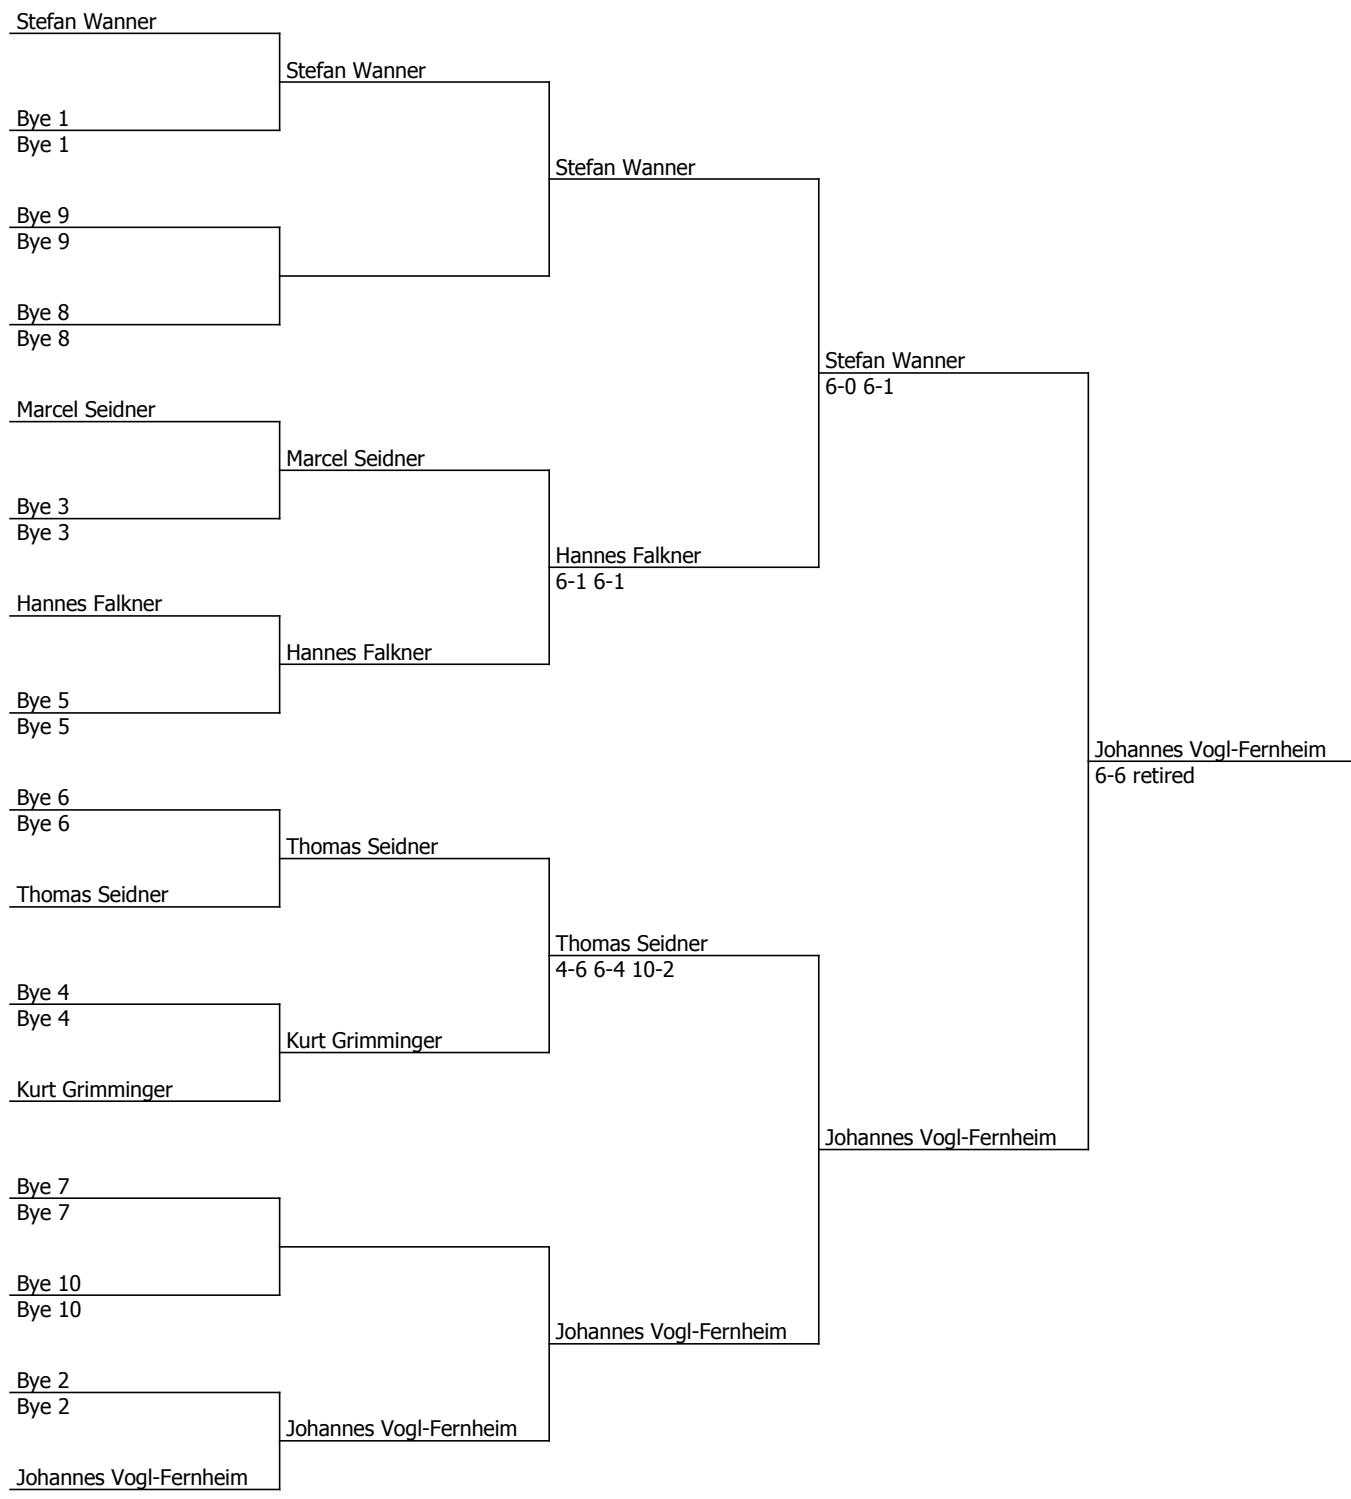 Stefan Wanner
Stefan Wanner
Bye 1
Bye 1
Stefan Wanner
Bye 9
Bye 9
Bye 8
Bye 8
Stefan Wanner
6-0 6-1
Marcel Seidner
Marcel Seidner
Bye 3
Bye 3
Hannes Falkner
6-1 6-1
Hannes Falkner
Hannes Falkner
Bye 5
Bye 5
Johannes Vogl-Fernheim
6-6 retired
Bye 6
Bye 6
Thomas Seidner
Thomas Seidner
Thomas Seidner
4-6 6-4 10-2
Bye 4
Bye 4
Kurt Grimminger
Kurt Grimminger
Johannes Vogl-Fernheim
Bye 7
Bye 7
Bye 10
Bye 10
Johannes Vogl-Fernheim
Bye 2
Bye 2
Johannes Vogl-Fernheim
Johannes Vogl-Fernheim